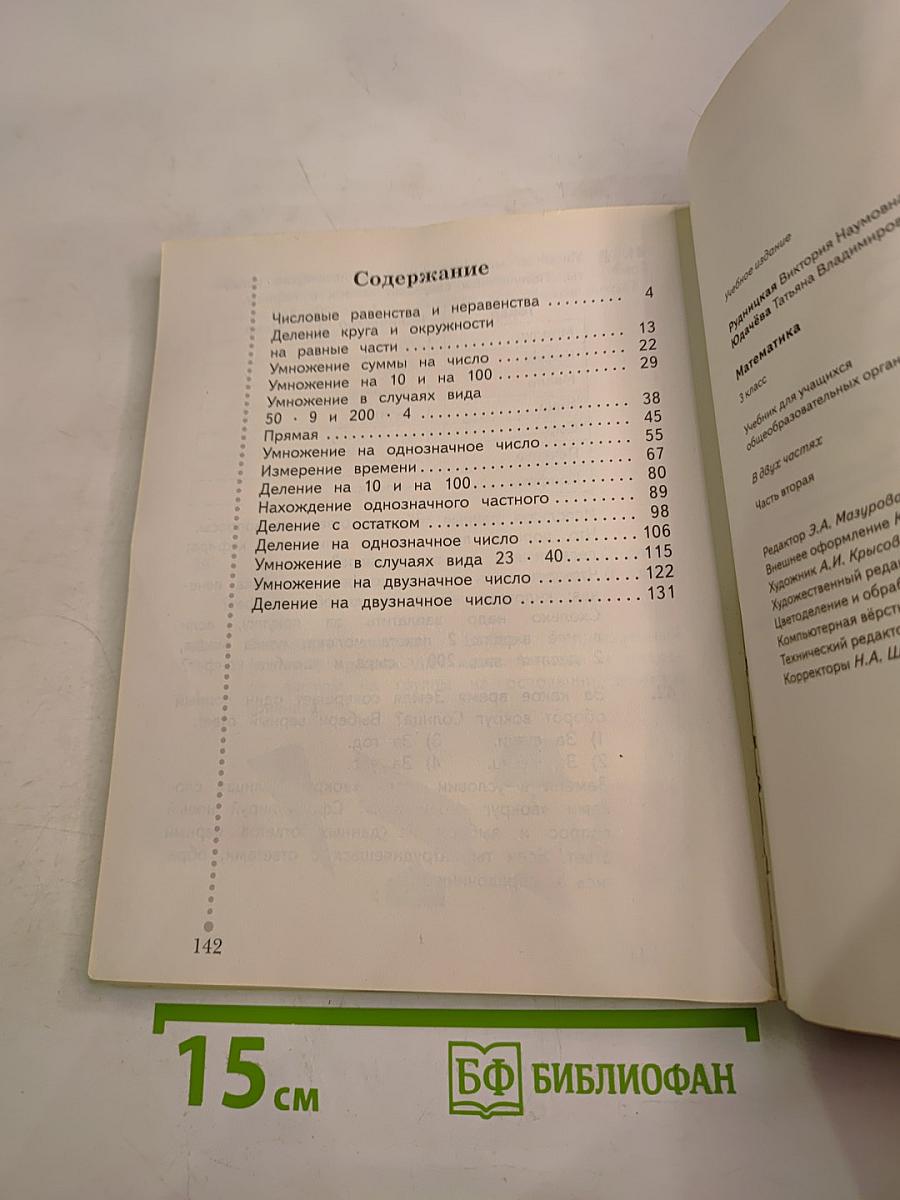 Содержание
Числовые равенства и неравенства ......... 4
Деление круга и окружности
на равные части ......................... 13
Умножение суммы на число .............. 22
Умножение на 10 и на 100 .............. 29
Умножение в случаях вида
50 · 9 и 200 · 4 ........................ 38
Прямая .................................. 45
Умножение на однозначное число .......... 55
Измерение времени ....................... 67
Деление на 10 и на 100 .................. 80
Нахождение однозначного частного ......... 89
Деление с остатком ...................... 98
Деление на однозначное число ............ 106
Умножение в случаях вида 23 · 40 ........ 115
Умножение на двузначное число ........... 122
Деление на двузначное число ............. 131
142
Учебное издание
Рудницкая Виктория Наумовна
Юдачёва Татьяна Владимиров
Математика
3 класс
Учебник для учащихся
общеобразовательных орган
В двух частях
Часть вторая
Редактор Э.А. Мазурова
Внешнее оформление
Художник А.И. Крысов
Художественный реда
Цветоделение и обраб
Компьютерная вёрст
Технический редакто
Корректоры Н.А. Ш
15 см
БФ БИБЛИОФАН